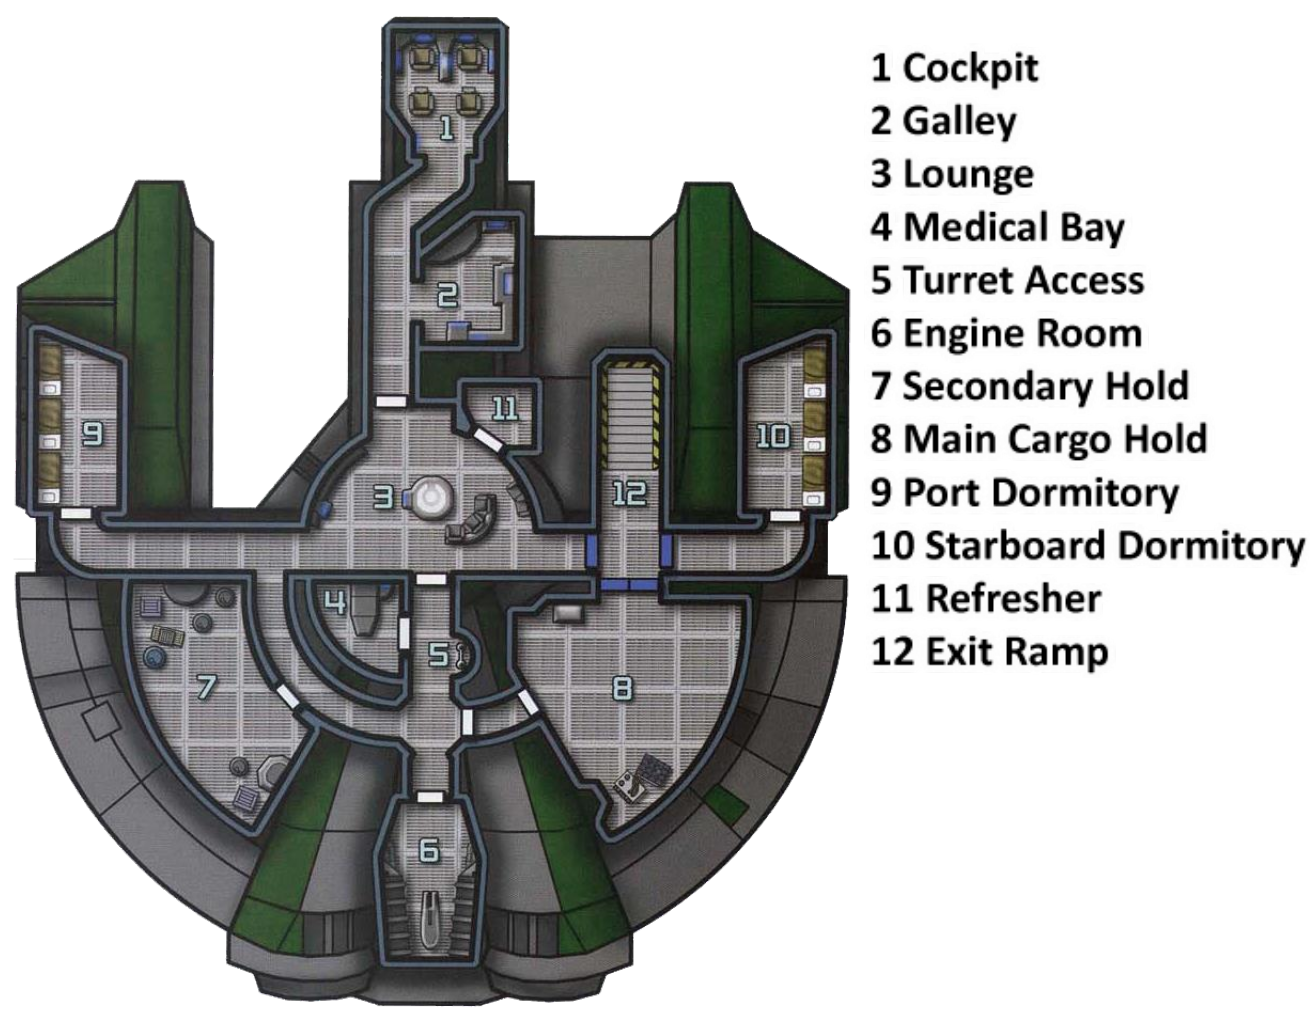 1 Cockpit
2 Galley
3 Lounge
4 Medical Bay
5 Turret Access
6 Engine Room
7 Secondary Hold
8 Main Cargo Hold
9 Port Dormitory
10 Starboard Dormitory
11 Refresher
12 Exit Ramp
1
2
11
9
10
3
12
4
5
7
8
6